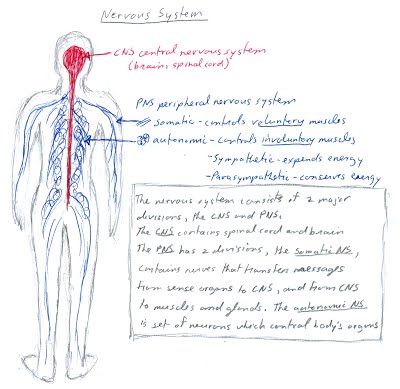 Nervous System
CNS central nervous system
(brain, spinal cord)
PNS peripheral nervous system
Somatic - controls voluntery muscles
autonomic - controls involuntery muscles
- Sympathetic - expends energy
- Parasympathetic - conserves energy
The nervous system consists of 2 major
divisions, the CNS and PNS.
The CNS contains spinal cord and brain
The PNS has 2 divisions, the somatic NS,
contains nerves that transfer messages
from sense organs to CNS, and from CNS
to muscles and glands. The autonomic NS
is set of neurons which control body's organs